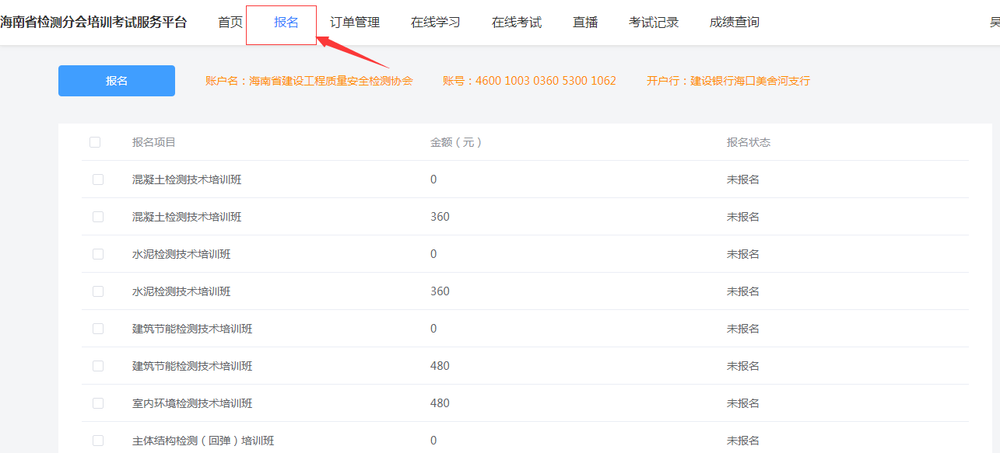 海南省检测分会培训考试服务平台 首页 报名 订单管理 在线学习 在线考试 直播 考试记录 成绩查询
报名 账户名：海南省建设工程质量安全检测协会 账号：4600 1003 0360 5300 1062 开户行：建设银行海口美舍河支行
报名项目 金额（元） 报名状态
混凝土检测技术培训班 0 未报名
混凝土检测技术培训班 360 未报名
水泥检测技术培训班 0 未报名
水泥检测技术培训班 360 未报名
建筑节能检测技术培训班 0 未报名
建筑节能检测技术培训班 480 未报名
室内环境检测技术培训班 480 未报名
主体结构检测（回弹）培训班 0 未报名